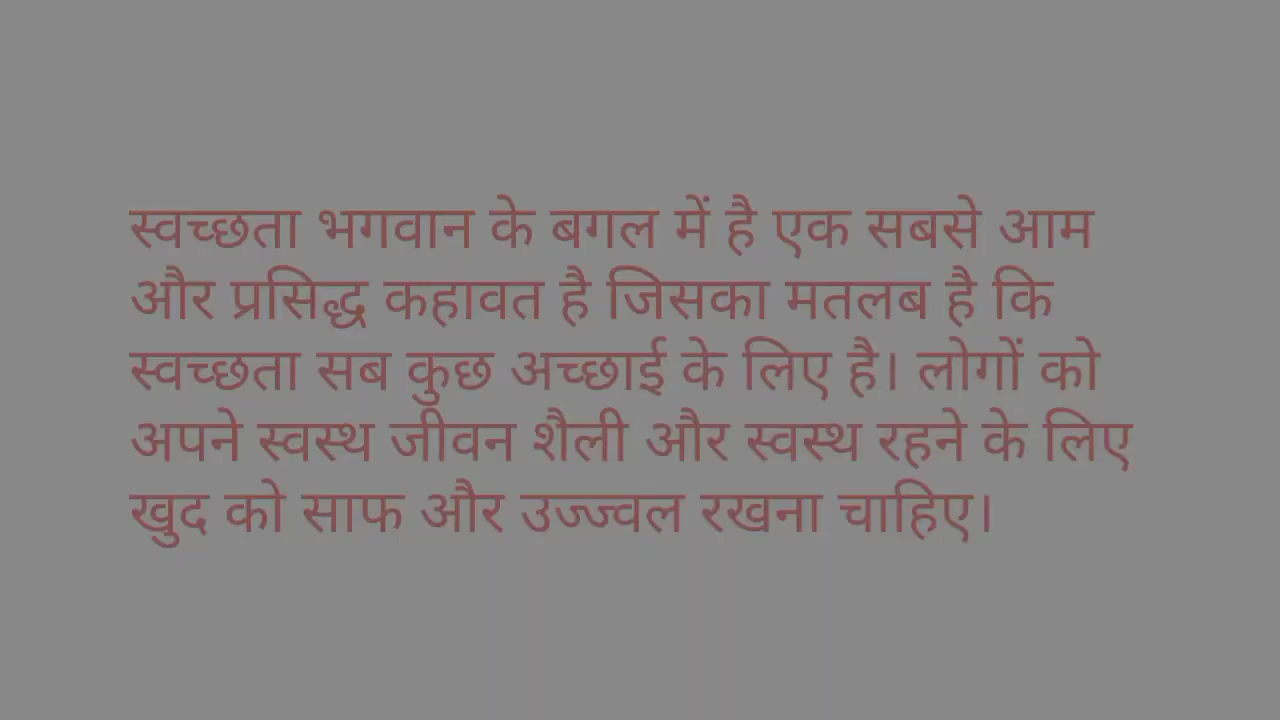 स्वच्छता भगवान के बगल में है एक सबसे आम
और प्रसिद्ध कहावत है जिसका मतलब है कि
स्वच्छता सब कुछ अच्छाई के लिए है। लोगों को
अपने स्वस्थ जीवन शैली और स्वस्थ रहने के लिए
खुद को साफ और उज्ज्वल रखना चाहिए।